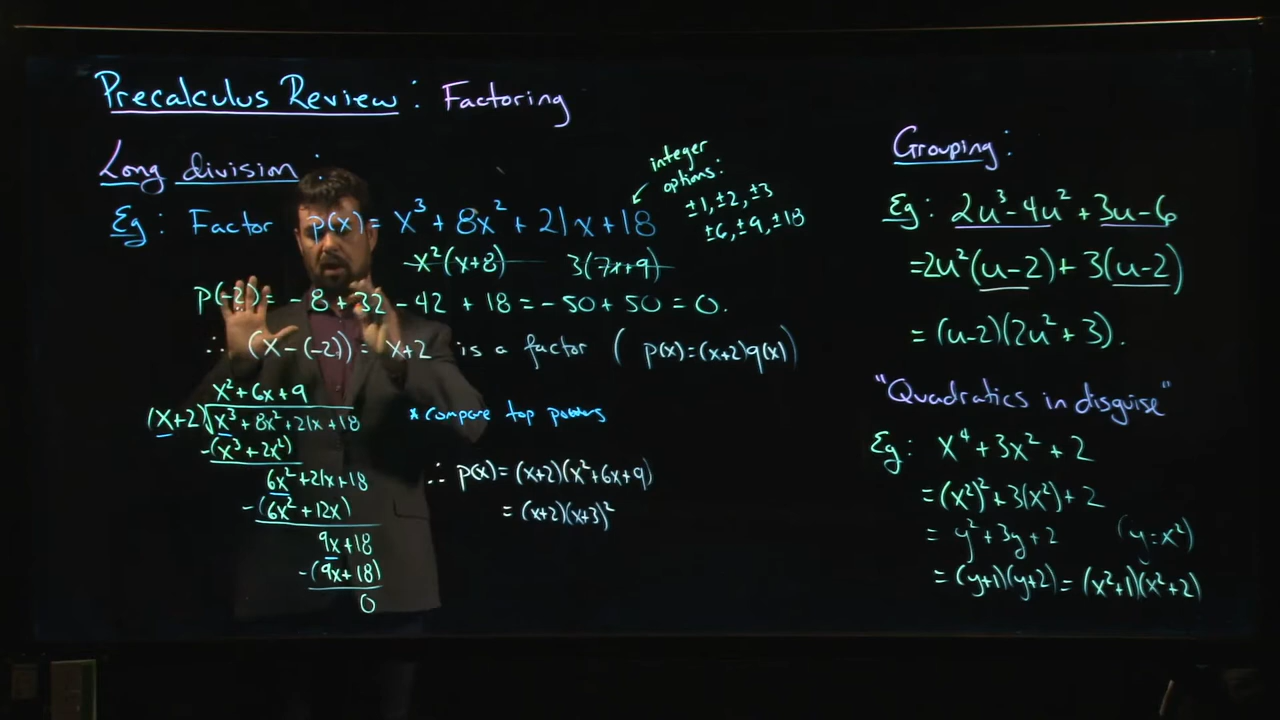 Precalculus Review: Factoring
Long division:
integer
options:
±1, ±2, ±3
±6, ±9, ±18
Eg: Factor p(x) = x³ + 8x² + 21x + 18
x²(x+8) 3(7x+9)
p(-2) = -8 + 32 - 42 + 18 = -50 + 50 = 0.
∴ (x-(-2)) = x+2 is a factor ( p(x)=(x+2)q(x) )
x² + 6x + 9
(x+2)√x³ + 8x² + 21x + 18
-(x³ + 2x²)
6x² + 21x + 18
-(6x² + 12x)
9x + 18
-(9x + 18)
0
* Compare top powers
∴ p(x) = (x+2)(x²+6x+9)
= (x+2)(x+3)²
Grouping:
Eg: 2u³ - 4u² + 3u - 6
= 2u²(u-2) + 3(u-2)
= (u-2)(2u² + 3).
"Quadratics in disguise"
Eg: x⁴ + 3x² + 2
= (x²)² + 3(x²) + 2
= y² + 3y + 2 (y = x²)
= (y+1)(y+2) = (x²+1)(x²+2)